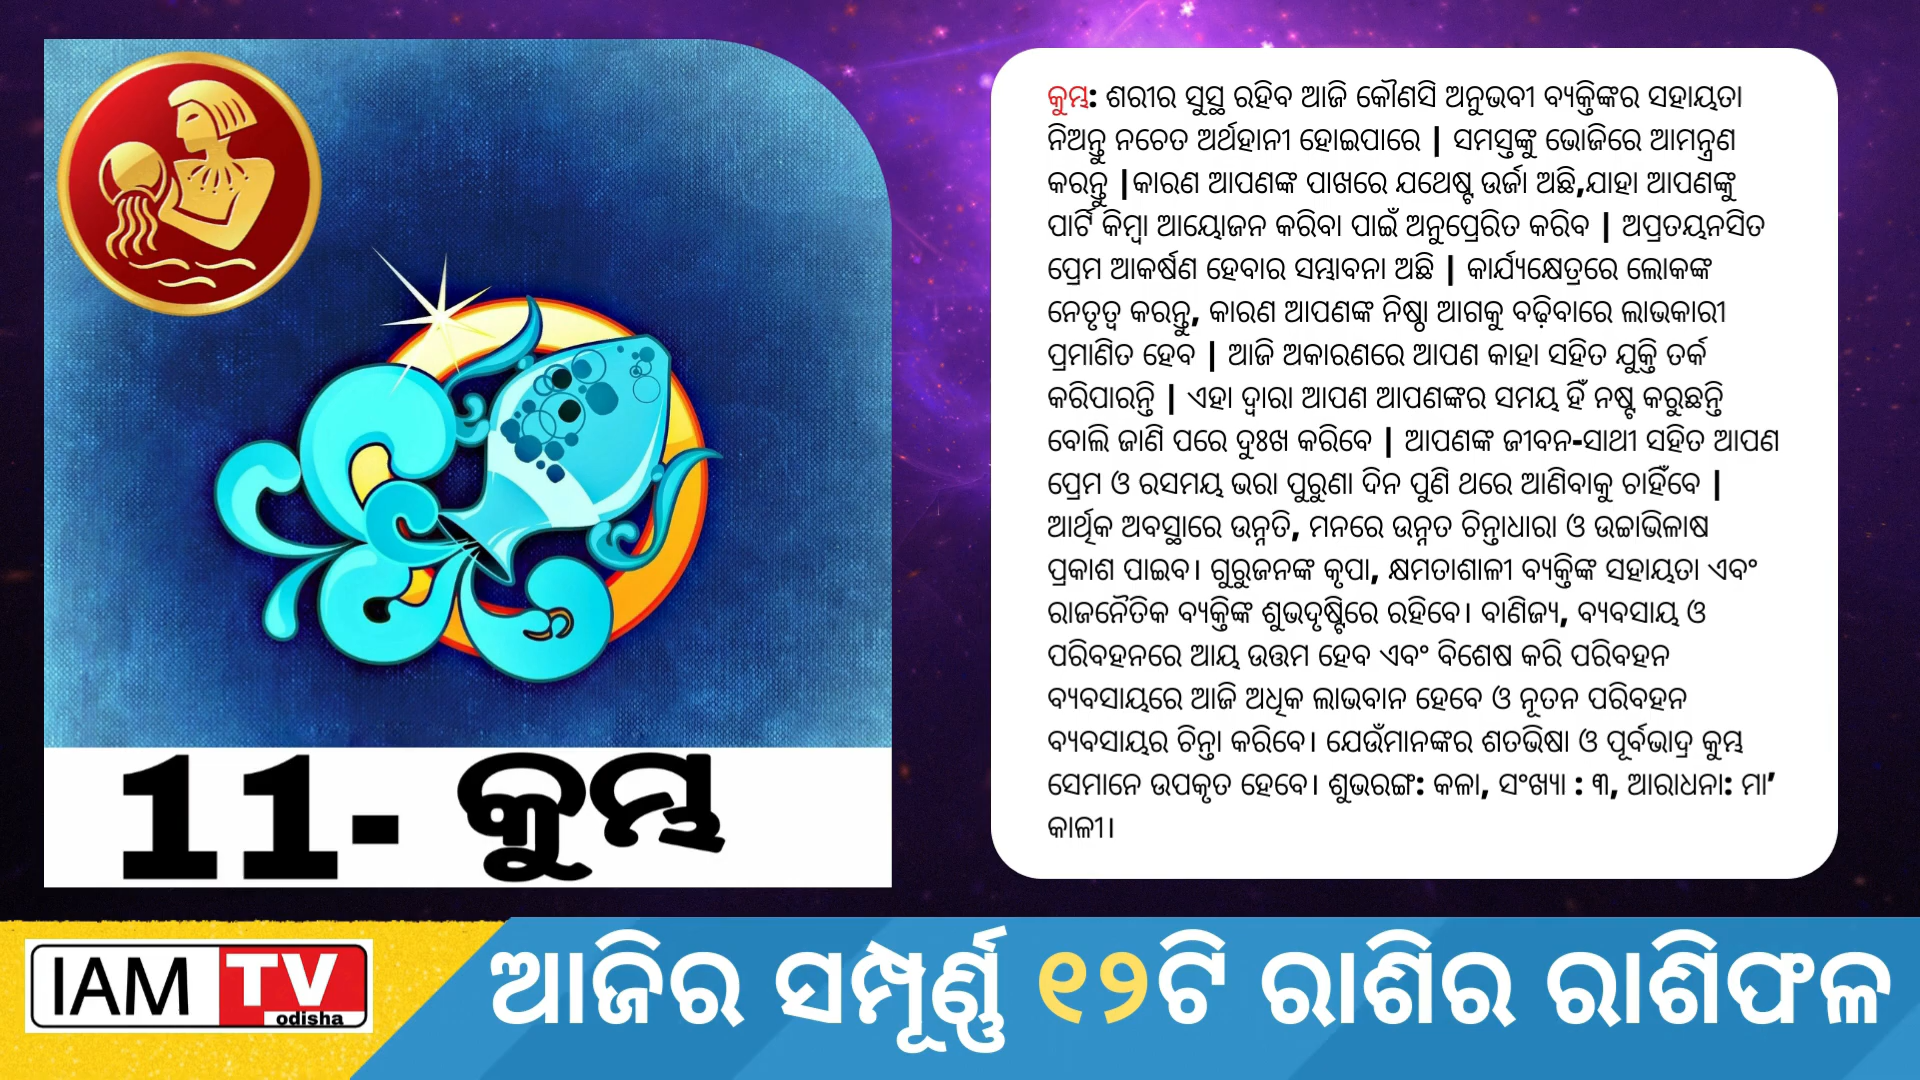 11- କୁମ୍ଭ
କୁମ୍ଭ: ଶରୀର ସୁସ୍ଥ ରହିବ ଆଜି କୌଣସି ଅନୁଭବୀ ବ୍ୟକ୍ତିଙ୍କର ସହାୟତା
ନିଅନ୍ତୁ ନଚେତ ଅର୍ଥହାନୀ ହୋଇପାରେ | ସମସ୍ତଙ୍କୁ ଭୋଜିରେ ଆମନ୍ତ୍ରଣ
କରନ୍ତୁ |କାରଣ ଆପଣଙ୍କ ପାଖରେ ଯଥେଷ୍ଟ ଉର୍ଜା ଅଛି,ଯାହା ଆପଣଙ୍କୁ
ପାର୍ଟି କିମ୍ବା ଆୟୋଜନ କରିବା ପାଇଁ ଅନୁପ୍ରେରିତ କରିବ | ଅପ୍ରତୟନସିତ
ପ୍ରେମ ଆକର୍ଷଣ ହେବାର ସମ୍ଭାବନା ଅଛି | କାର୍ଯ୍ୟକ୍ଷେତ୍ରରେ ଲୋକଙ୍କ
ନେତୃତ୍ୱ କରନ୍ତୁ, କାରଣ ଆପଣଙ୍କ ନିଷ୍ଠା ଆଗକୁ ବଢ଼ିବାରେ ଲାଭକାରୀ
ପ୍ରମାଣିତ ହେବ | ଆଜି ଅକାରଣରେ ଆପଣ କାହା ସହିତ ଯୁକ୍ତି ତର୍କ
କରିପାରନ୍ତି | ଏହା ଦ୍ୱାରା ଆପଣ ଆପଣଙ୍କର ସମୟ ହିଁ ନଷ୍ଟ କରୁଛନ୍ତି
ବୋଲି ଜାଣି ପରେ ଦୁଃଖ କରିବେ | ଆପଣଙ୍କ ଜୀବନ-ସାଥୀ ସହିତ ଆପଣ
ପ୍ରେମ ଓ ରସମୟ ଭରା ପୁରୁଣା ଦିନ ପୁଣି ଥରେ ଆଣିବାକୁ ଚାହିଁବେ |
ଆର୍ଥିକ ଅବସ୍ଥାରେ ଉନ୍ନତି, ମନରେ ଉନ୍ନତ ଚିନ୍ତାଧାରା ଓ ଉଚ୍ଚାଭିଳାଷ
ପ୍ରକାଶ ପାଇବ। ଗୁରୁଜନଙ୍କ କୃପା, କ୍ଷମତାଶାଳୀ ବ୍ୟକ୍ତିଙ୍କ ସହାୟତା ଏବଂ
ରାଜନୈତିକ ବ୍ୟକ୍ତିଙ୍କ ଶୁଭଦୃଷ୍ଟିରେ ରହିବେ। ବାଣିଜ୍ୟ, ବ୍ୟବସାୟ ଓ
ପରିବହନରେ ଆୟ ଉତ୍ତମ ହେବ ଏବଂ ବିଶେଷ କରି ପରିବହନ
ବ୍ୟବସାୟରେ ଆଜି ଅଧିକ ଲାଭବାନ ହେବେ ଓ ନୂତନ ପରିବହନ
ବ୍ୟବସାୟର ଚିନ୍ତା କରିବେ। ଯେଉଁମାନଙ୍କର ଶତଭିଷା ଓ ପୂର୍ବଭାଦ୍ର କୁମ୍ଭ
ସେମାନେ ଉପକୃତ ହେବେ। ଶୁଭରଙ୍ଗ: କଳା, ସଂଖ୍ୟା : ୩, ଆରାଧନା: ମା’
କାଳୀ।
IAM TV
odisha
ଆଜିର ସମ୍ପୂର୍ଣ୍ଣ ୧୨ଟି ରାଶିର ରାଶିଫଳ